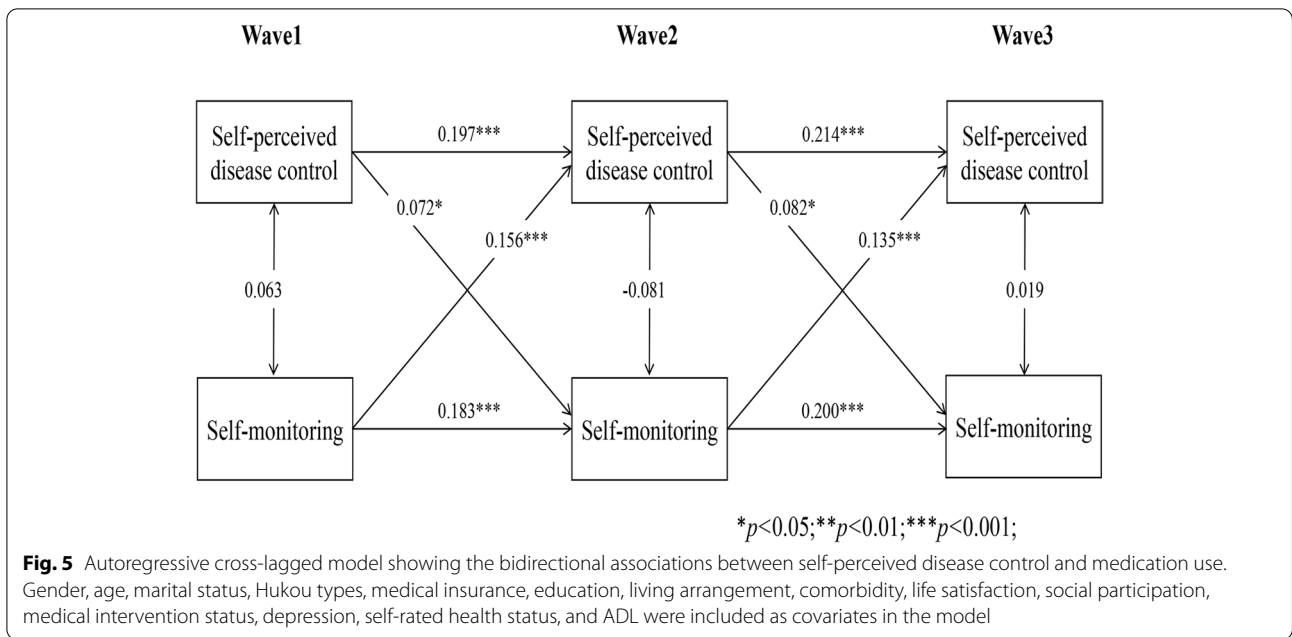 Wave1 Wave2 Wave3
Self-perceived
disease control
0.197***
Self-perceived
disease control
0.214***
Self-perceived
disease control
0.072*
0.156***
0.082*
0.135***
0.063
-0.081
0.019
Self-monitoring
0.183***
Self-monitoring
0.200***
Self-monitoring
*p<0.05;**p<0.01;***p<0.001;
Fig. 5 Autoregressive cross-lagged model showing the bidirectional associations between self-perceived disease control and medication use.
Gender, age, marital status, Hukou types, medical insurance, education, living arrangement, comorbidity, life satisfaction, social participation,
medical intervention status, depression, self-rated health status, and ADL were included as covariates in the model